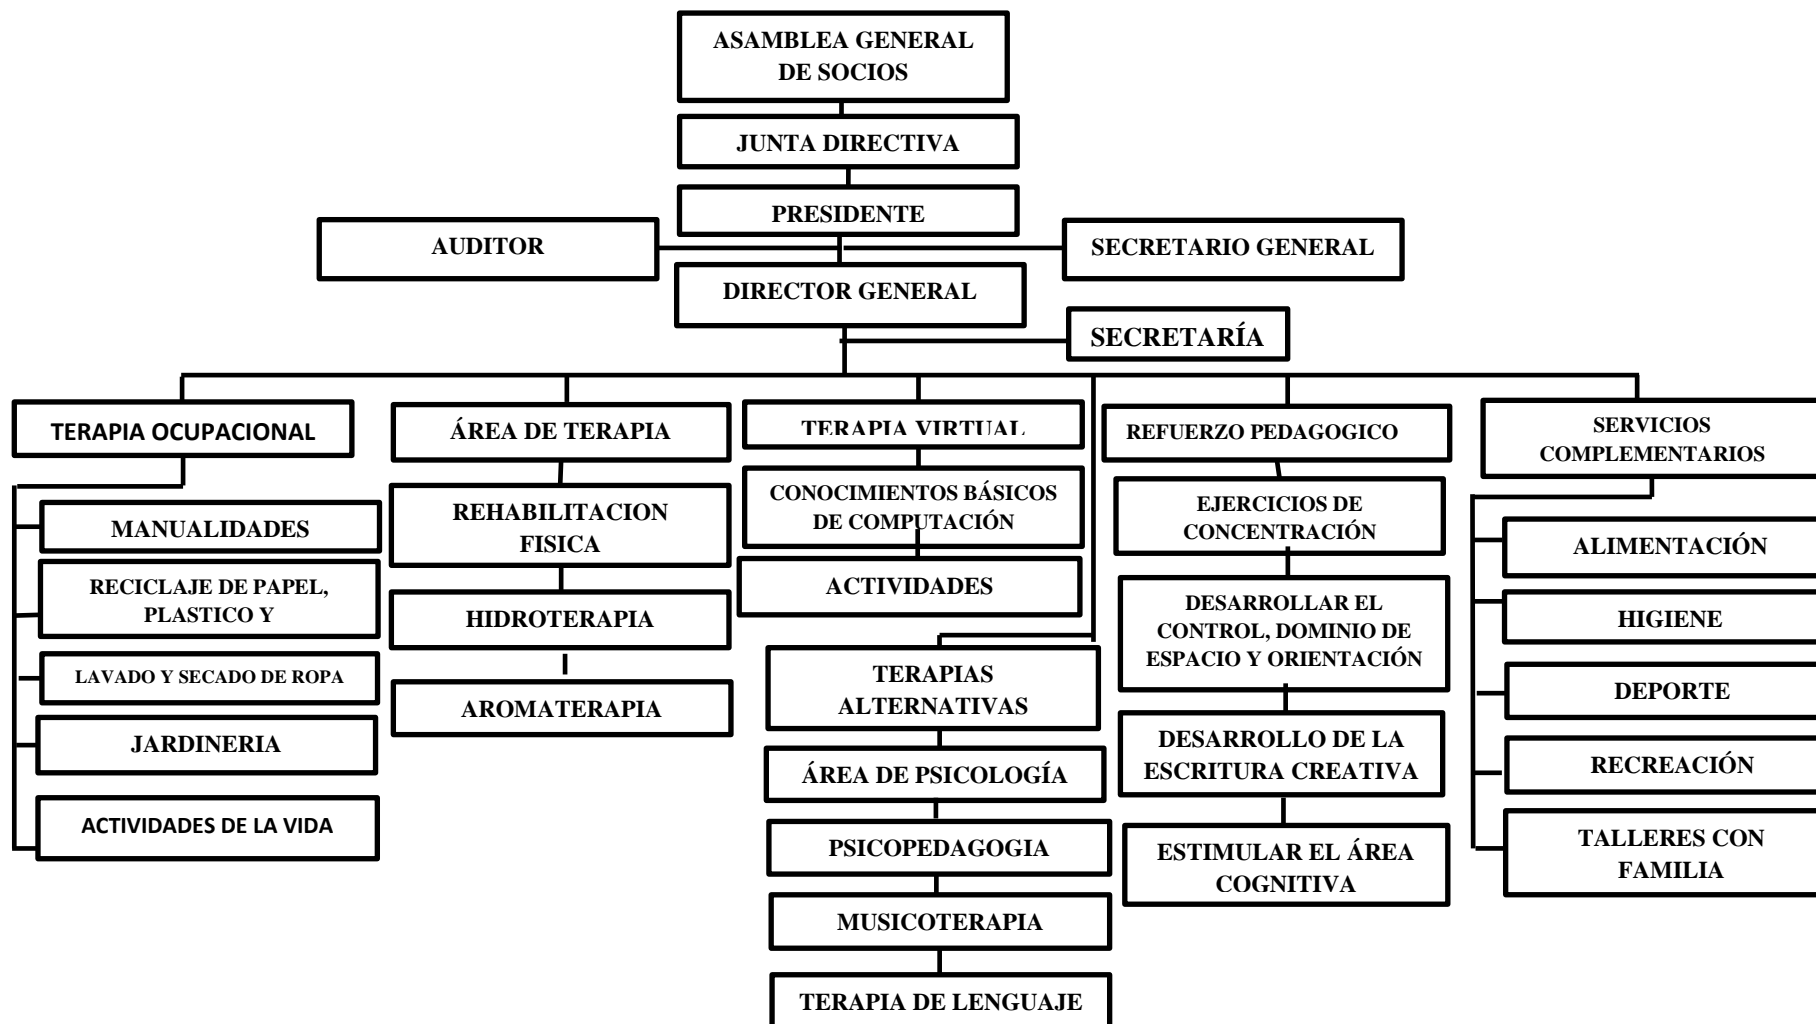 ASAMBLEA GENERAL
DE SOCIOS
JUNTA DIRECTIVA
PRESIDENTE
AUDITOR
SECRETARIO GENERAL
DIRECTOR GENERAL
SECRETARÍA
TERAPIA OCUPACIONAL
MANUALIDADES
RECICLAJE DE PAPEL,
PLASTICO Y
LAVADO Y SECADO DE ROPA
JARDINERIA
ACTIVIDADES DE LA VIDA
ÁREA DE TERAPIA
REHABILITACION
FISICA
HIDROTERAPIA
AROMATERAPIA
TERAPIA VIRTUAL
CONOCIMIENTOS BÁSICOS
DE COMPUTACIÓN
ACTIVIDADES
TERAPIAS
ALTERNATIVAS
ÁREA DE PSICOLOGÍA
PSICOPEDAGOGIA
MUSICOTERAPIA
TERAPIA DE LENGUAJE
REFUERZO PEDAGOGICO
EJERCICIOS DE
CONCENTRACIÓN
DESARROLLAR EL
CONTROL, DOMINIO DE
ESPACIO Y ORIENTACIÓN
DESARROLLO DE LA
ESCRITURA CREATIVA
ESTIMULAR EL ÁREA
COGNITIVA
SERVICIOS
COMPLEMENTARIOS
ALIMENTACIÓN
HIGIENE
DEPORTE
RECREACIÓN
TALLERES CON
FAMILIA